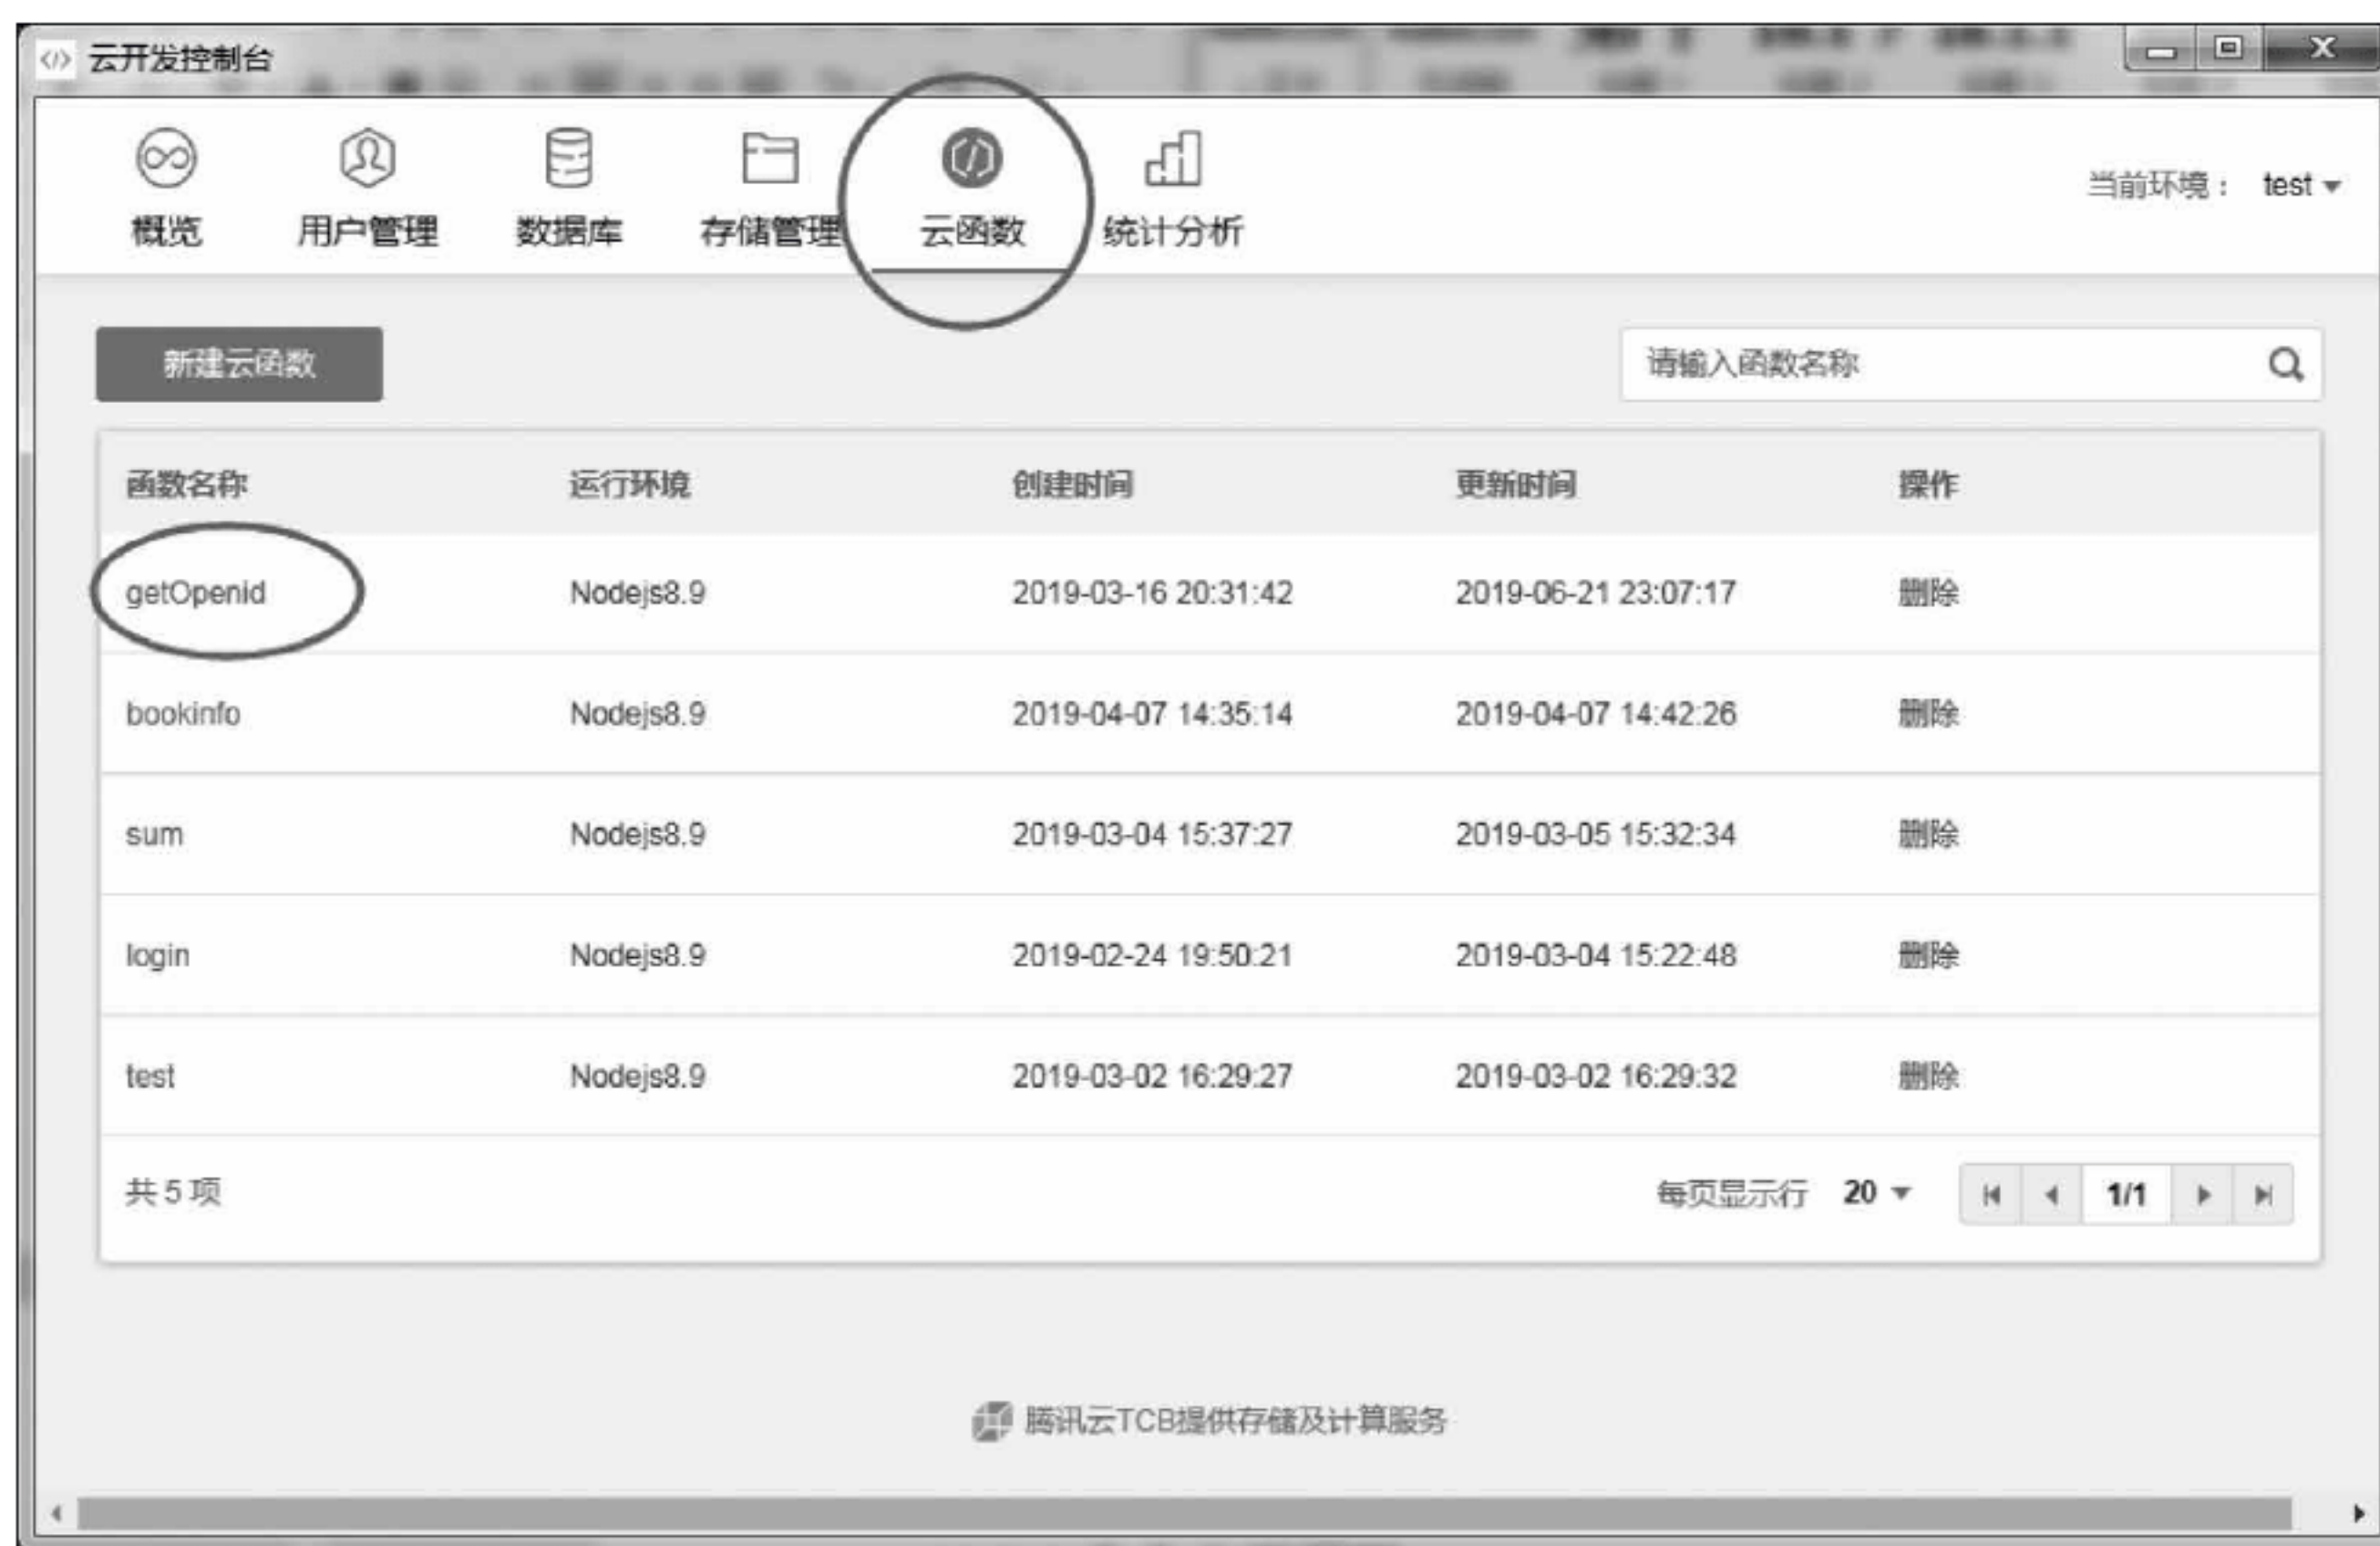 云开发控制台
概览 用户管理 数据库 存储管理 云函数 统计分析 当前环境： test
新建云函数 请输入函数名称
函数名称 运行环境 创建时间 更新时间 操作
getOpenid Nodejs8.9 2019-03-16 20:31:42 2019-06-21 23:07:17 删除
bookinfo Nodejs8.9 2019-04-07 14:35:14 2019-04-07 14:42:26 删除
sum Nodejs8.9 2019-03-04 15:37:27 2019-03-05 15:32:34 删除
login Nodejs8.9 2019-02-24 19:50:21 2019-03-04 15:22:48 删除
test Nodejs8.9 2019-03-02 16:29:27 2019-03-02 16:29:32 删除
共 5 项 每页显示行 20 1/1
腾讯云TCB提供存储及计算服务